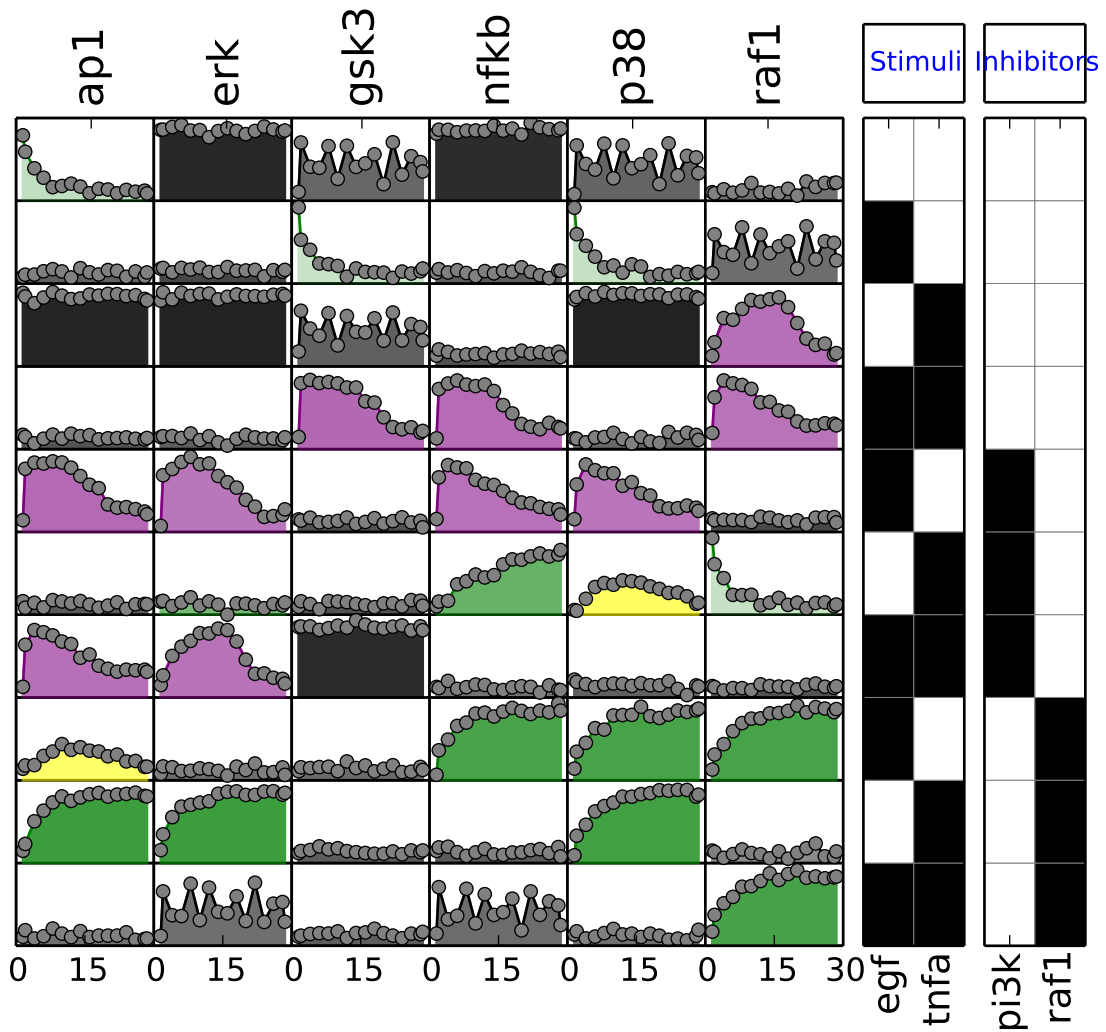 ap1
erk
gsk3
nfkb
p38
raf1
Stimuli
Inhibitors
0 15 0 15 0 15 0 15 0 15 0 15 30
egf
tnfa
pi3k
raf1